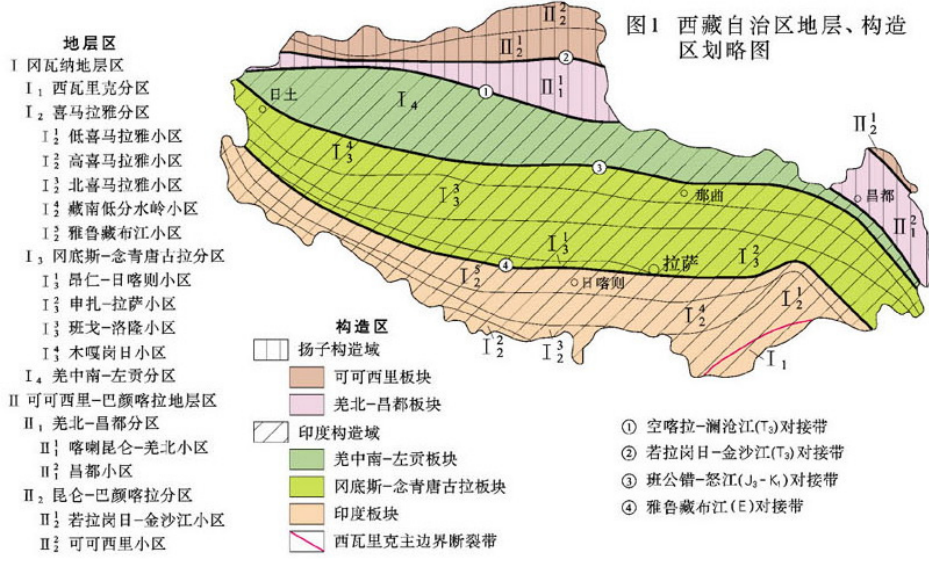 图1 西藏自治区地层、构造
区划略图
地层区
Ⅰ 冈瓦纳地层区
Ⅰ₁ 西瓦里克分区
Ⅰ₂ 喜马拉雅分区
Ⅰ₂¹ 低喜马拉雅小区
Ⅰ₂² 高喜马拉雅小区
Ⅰ₂³ 北喜马拉雅小区
Ⅰ₂⁴ 藏南低分水岭小区
Ⅰ₂³ 雅鲁藏布江小区
Ⅰ₃ 冈底斯-念青唐古拉分区
Ⅰ₃¹ 昂仁-日喀则小区
Ⅰ₃² 申扎-拉萨小区
Ⅰ₃³ 班戈-洛隆小区
Ⅰ₃⁴ 木嘎岗日小区
Ⅰ₄ 羌中南-左贡分区
Ⅱ 可可西里-巴颜喀拉地层区
Ⅱ₁ 羌北-昌都分区
Ⅱ₁¹ 喀喇昆仑-羌北小区
Ⅱ₁² 昌都小区
Ⅱ₂ 昆仑-巴颜喀拉分区
Ⅱ₂¹ 若拉岗日-金沙江小区
Ⅱ₂² 可可西里小区
Ⅱ₂²
Ⅱ₂¹
②
Ⅱ₁¹
①
日土
Ⅰ₄
Ⅱ₂¹
Ⅰ₃⁴
③
Ⅰ₃³
那曲
昌都
Ⅱ₁²
Ⅰ₃¹
Ⅰ₃²
④
Ⅰ₂⁵
拉萨
日喀则
Ⅰ₂¹
Ⅰ₂⁴
Ⅰ₂²
Ⅰ₂³
Ⅰ₁
构造区
扬子构造域
可可西里板块
羌北-昌都板块
印度构造域
羌中南-左贡板块
冈底斯-念青唐古拉板块
印度板块
西瓦里克主边界断裂带
① 空喀拉-澜沧江(T₃)对接带
② 若拉岗日-金沙江(T₃)对接带
③ 班公错-怒江(J₃-K₁)对接带
④ 雅鲁藏布江(E)对接带